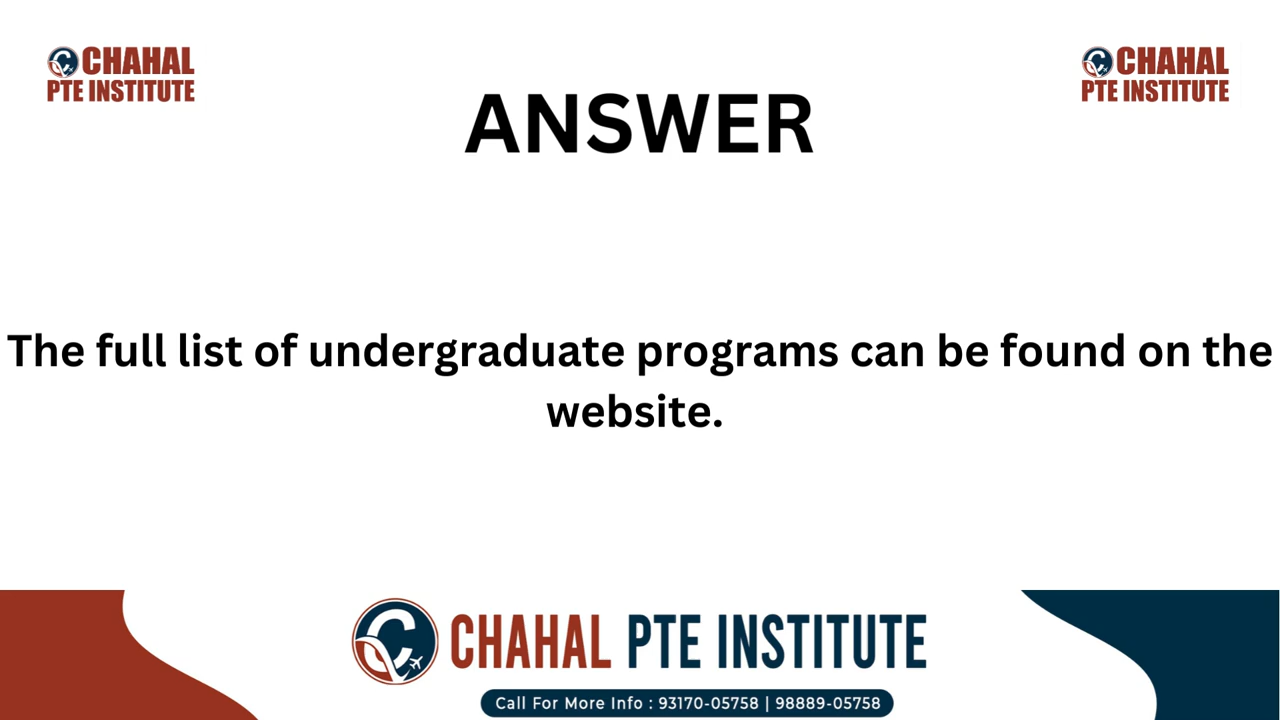 CHAHAL
PTE INSTITUTE
CHAHAL
PTE INSTITUTE
ANSWER
The full list of undergraduate programs can be found on the
website.
CHAHAL PTE INSTITUTE
Call For More Info : 93170-05758 | 98889-05758